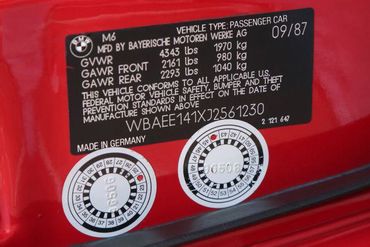 M6
VEHICLE TYPE: PASSENGER CAR
MFD BY BAYERISCHE MOTOREN WERKE AG
09/87
GVWR 4343 lbs 1970 kg
GAWR FRONT 2161 lbs 980 kg
GAWR REAR 2293 lbs 1040 kg
THIS VEHICLE CONFORMS TO ALL APPLICABLE
FEDERAL MOTOR VEHICLE SAFETY, BUMPER AND THEFT
PREVENTION STANDARDS IN EFFECT ON THE DATE OF
MANUFACTURE SHOWN ABOVE
WBAEE141XJ2561230
MADE IN GERMANY
2 121 647